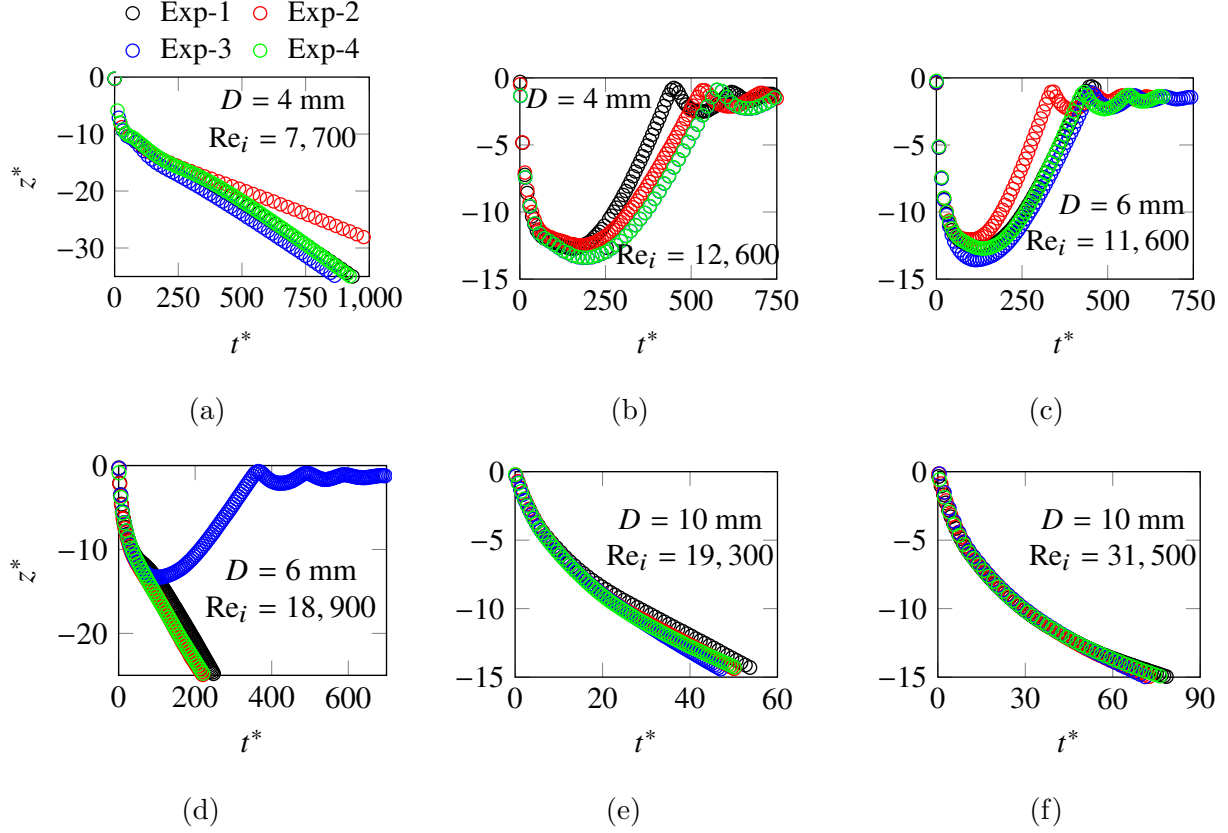 Exp-1 Exp-2
Exp-3 Exp-4
0
−10
−20
−30
z*
D = 4 mm
Re_i = 7, 700
0 250 500 750 1,000
t*
(a)
0
−5
−10
−15
D = 4 mm
Re_i = 12, 600
0 250 500 750
t*
(b)
0
−5
−10
−15
D = 6 mm
Re_i = 11, 600
0 250 500 750
t*
(c)
0
−10
−20
z*
D = 6 mm
Re_i = 18, 900
0 200 400 600
t*
(d)
0
−5
−10
−15
D = 10 mm
Re_i = 19, 300
0 20 40 60
t*
(e)
0
−5
−10
−15
D = 10 mm
Re_i = 31, 500
0 30 60 90
t*
(f)